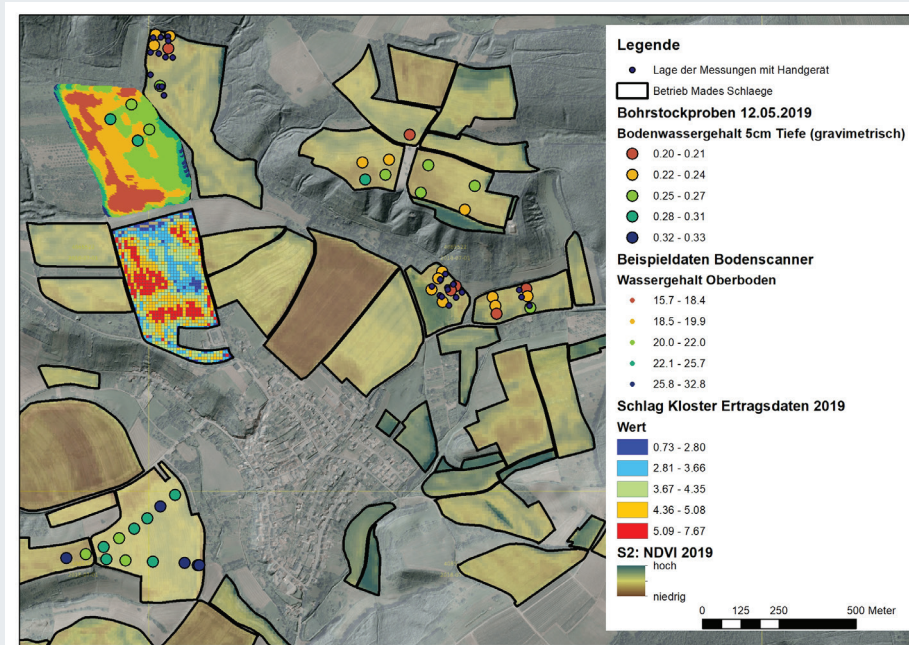 Legende
Lage der Messungen mit Handgerät
Betrieb Mades Schlaege
Bohrstockproben 12.05.2019
Bodenwassergehalt 5cm Tiefe (gravimetrisch)
0.20 - 0.21
0.22 - 0.24
0.25 - 0.27
0.28 - 0.31
0.32 - 0.33
Beispieldaten Bodenscanner
Wassergehalt Oberboden
15.7 - 18.4
18.5 - 19.9
20.0 - 22.0
22.1 - 25.7
25.8 - 32.8
Schlag Kloster Ertragsdaten 2019
Wert
0.73 - 2.80
2.81 - 3.66
3.67 - 4.35
4.36 - 5.08
5.09 - 7.67
S2: NDVI 2019
hoch
niedrig
0 125 250 500 Meter